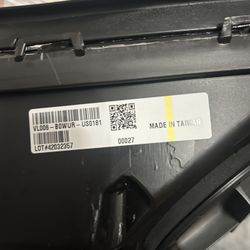 VL006-B0WUR-US0181
LOT#42032357
00027
MADE IN TAIWAN